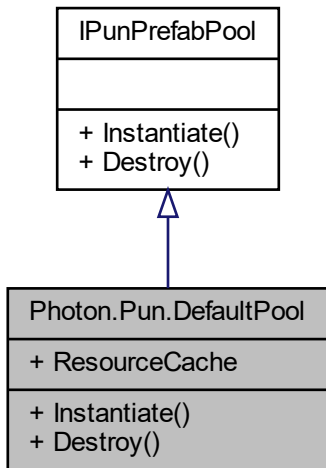 IPunPrefabPool
+ Instantiate()
+ Destroy()
Photon.Pun.DefaultPool
+ ResourceCache
+ Instantiate()
+ Destroy()